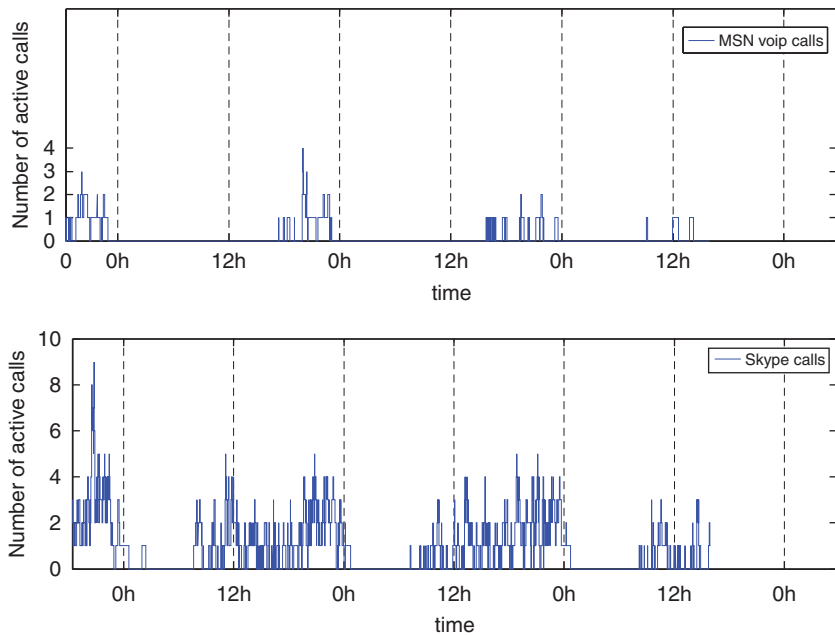 Number of active calls
MSN voip calls
4
3
2
1
0
0 0h 12h 0h 12h 0h 12h 0h
time
Number of active calls
Skype calls
10
8
6
4
2
0
0h 12h 0h 12h 0h 12h 0h
time